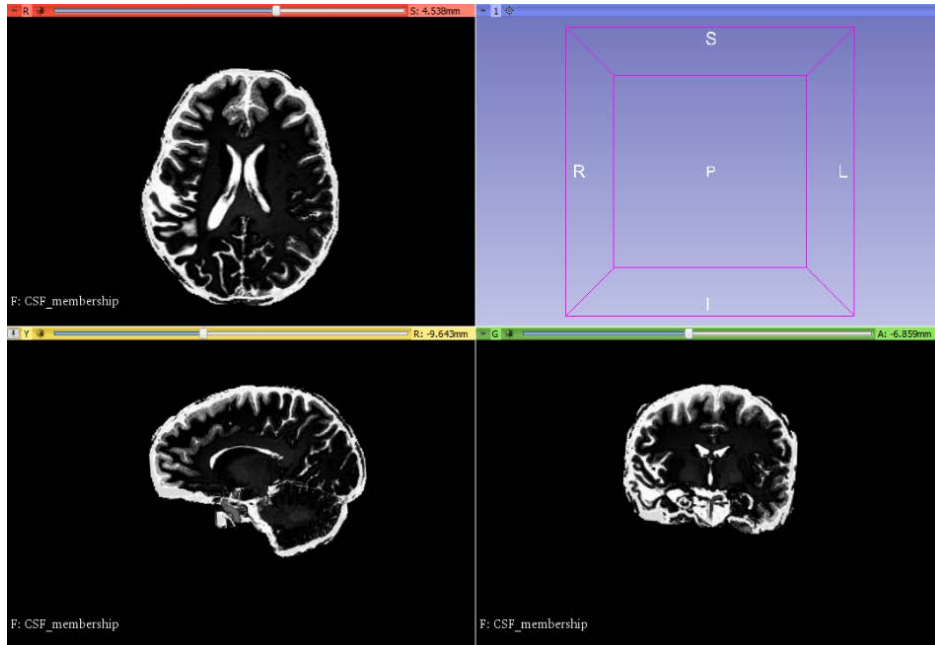 R S: 4.538mm
F: CSF_membership
1
S
R P L
I
Y R: -9.643mm
F: CSF_membership
G A: -6.859mm
F: CSF_membership